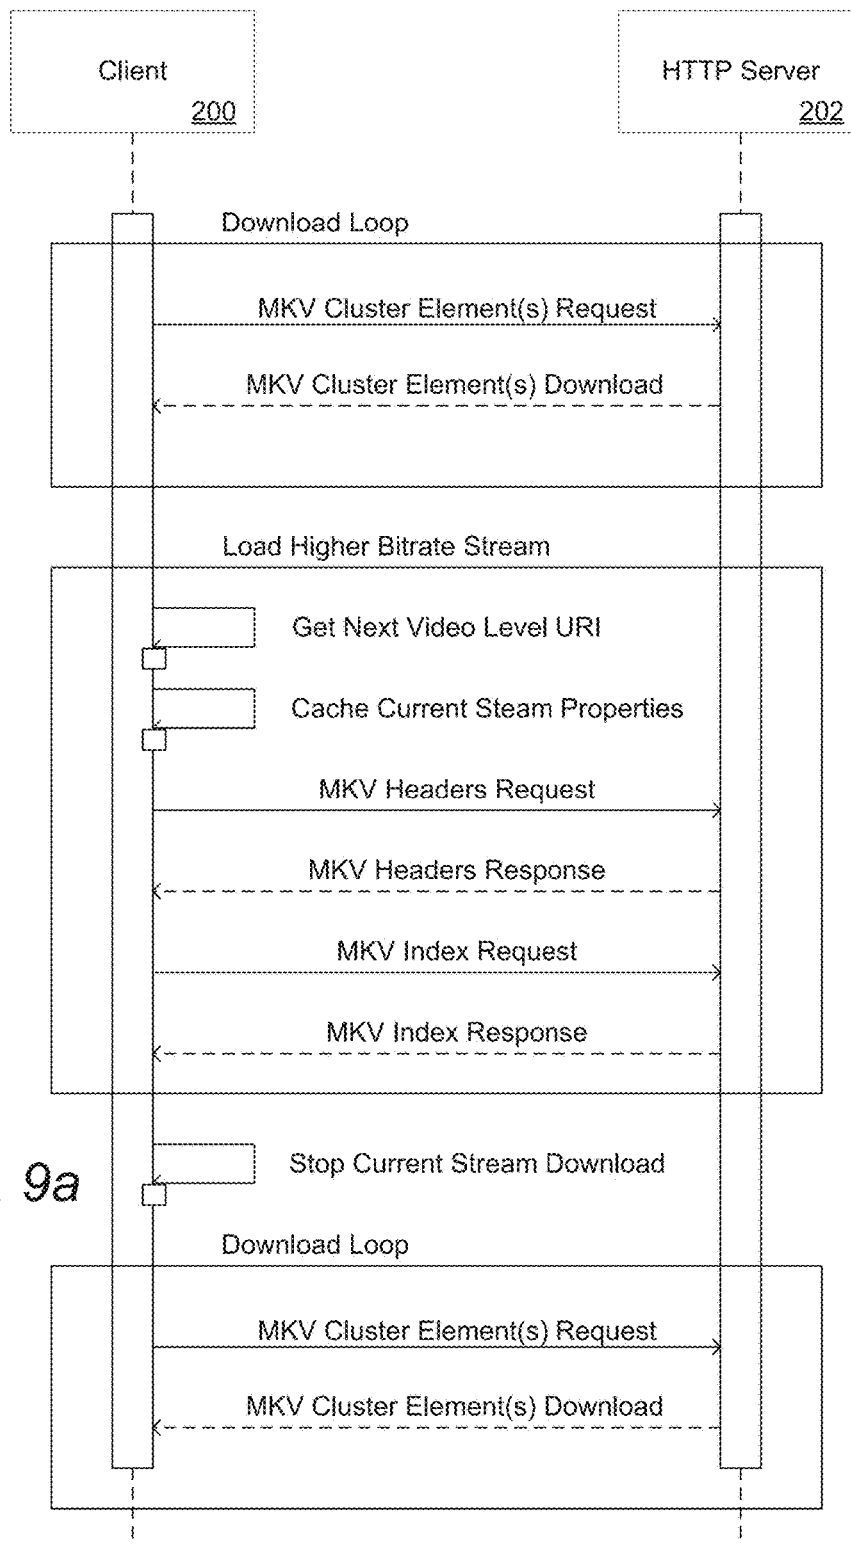 Client
200
HTTP Server
202
Download Loop
MKV Cluster Element(s) Request
MKV Cluster Element(s) Download
Load Higher Bitrate Stream
Get Next Video Level URI
Cache Current Steam Properties
MKV Headers Request
MKV Headers Response
MKV Index Request
MKV Index Response
Stop Current Stream Download
9a
Download Loop
MKV Cluster Element(s) Request
MKV Cluster Element(s) Download